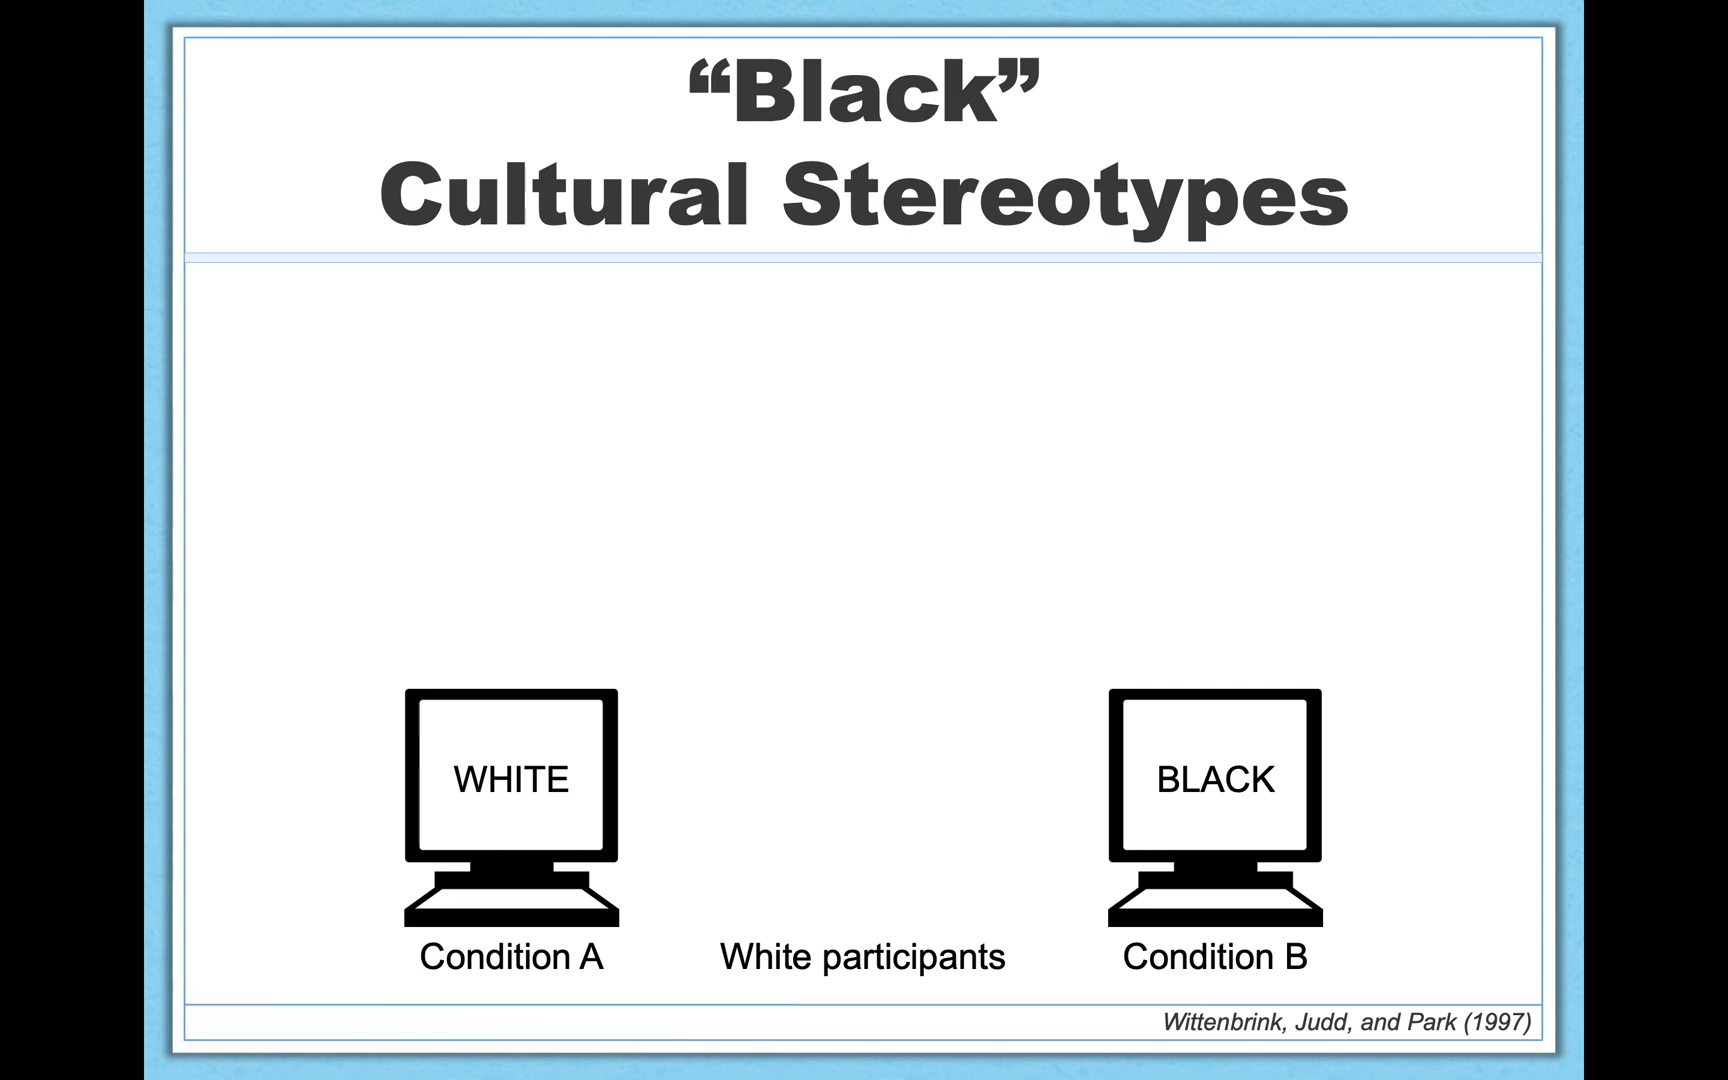 “Black”
Cultural Stereotypes
WHITE
BLACK
Condition A
White participants
Condition B
Wittenbrink, Judd, and Park (1997)